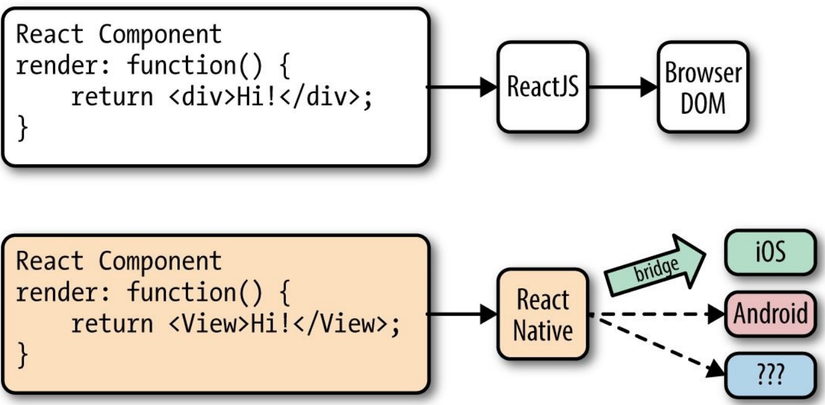 React Component
render: function() {
    return <div>Hi!</div>;
}
ReactJS
Browser
DOM
React Component
render: function() {
    return <View>Hi!</View>;
}
React
Native
bridge
iOS
Android
???